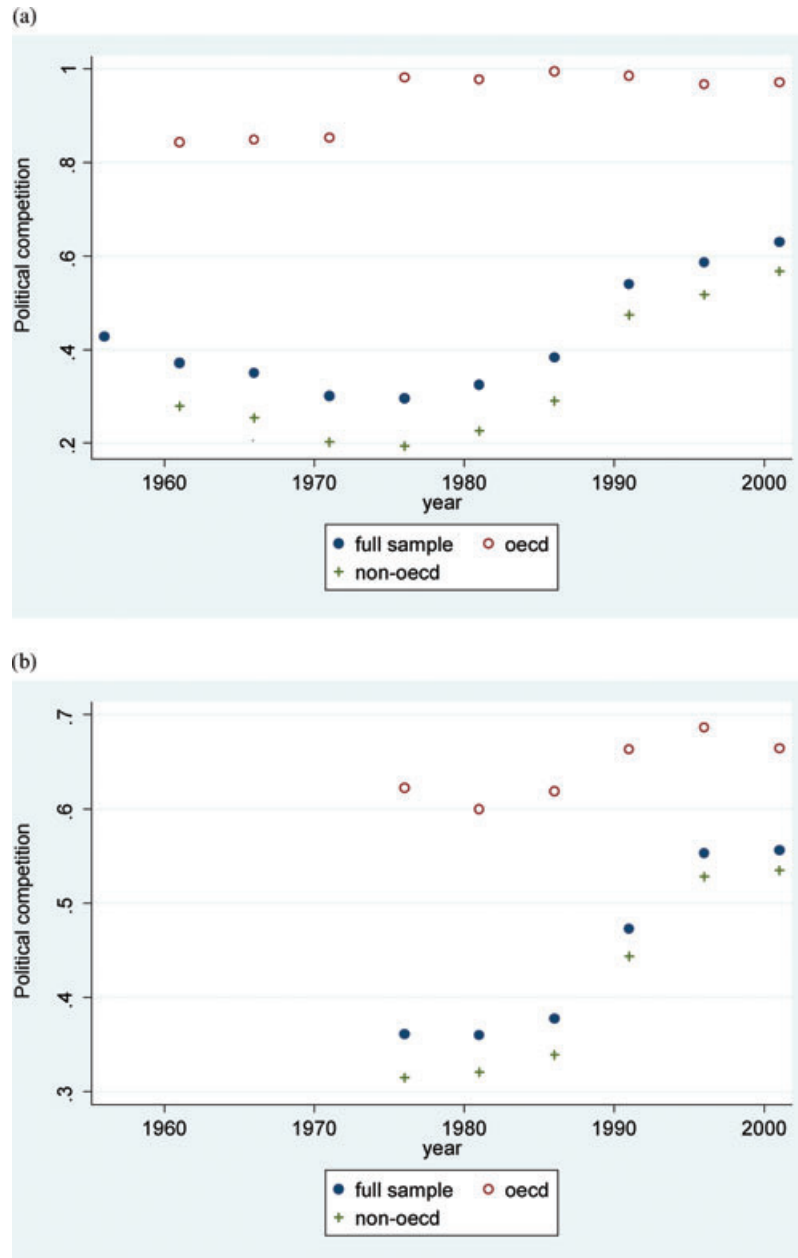 (a)
Political competition
1
.8
.6
.4
.2
1960 1970 1980 1990 2000
year
full sample oecd
non-oecd
(b)
Political competition
.7
.6
.5
.4
.3
1960 1970 1980 1990 2000
year
full sample oecd
non-oecd